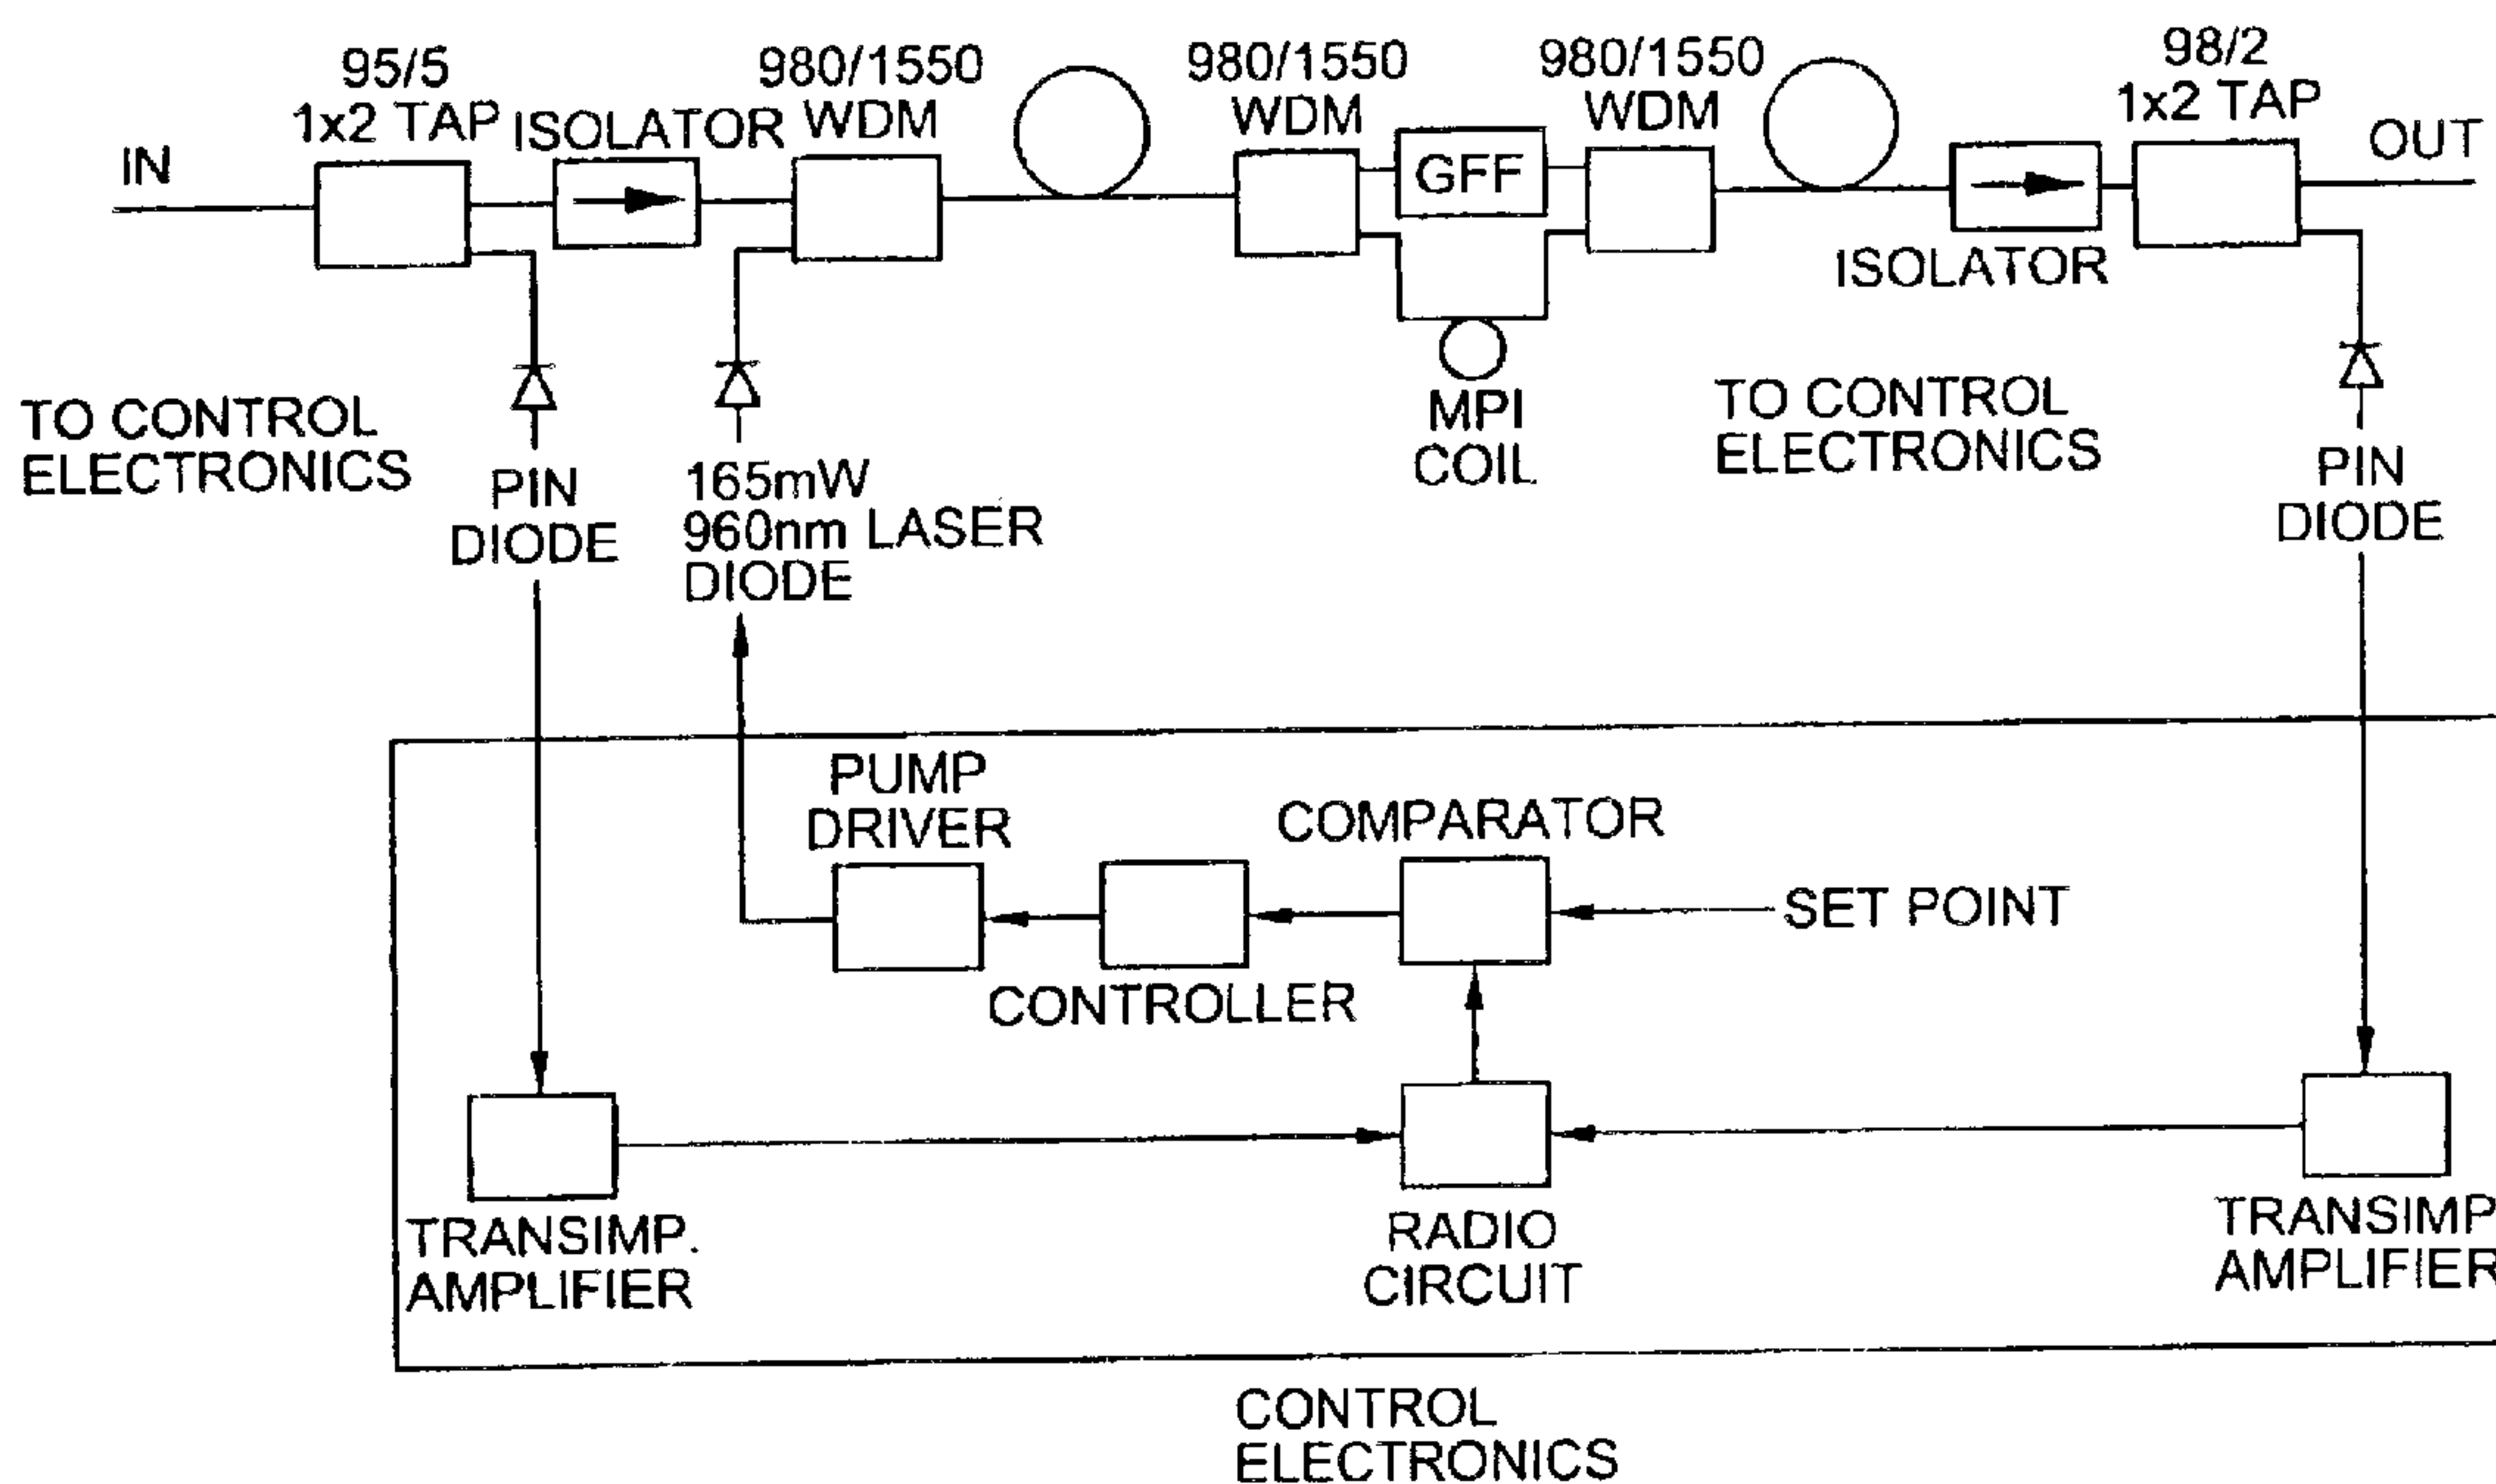 95/5
1x2 TAP
ISOLATOR
980/1550
WDM
980/1550
WDM
980/1550
WDM
98/2
1x2 TAP
IN
GFF
OUT
ISOLATOR
MPI
COIL
TO CONTROL
ELECTRONICS
PIN
DIODE
165mW
960nm LASER
DIODE
TO CONTROL
ELECTRONICS
PIN
DIODE
PUMP
DRIVER
COMPARATOR
SET POINT
CONTROLLER
TRANSIMP.
AMPLIFIER
RADIO
CIRCUIT
TRANSIMP
AMPLIFIER
CONTROL
ELECTRONICS